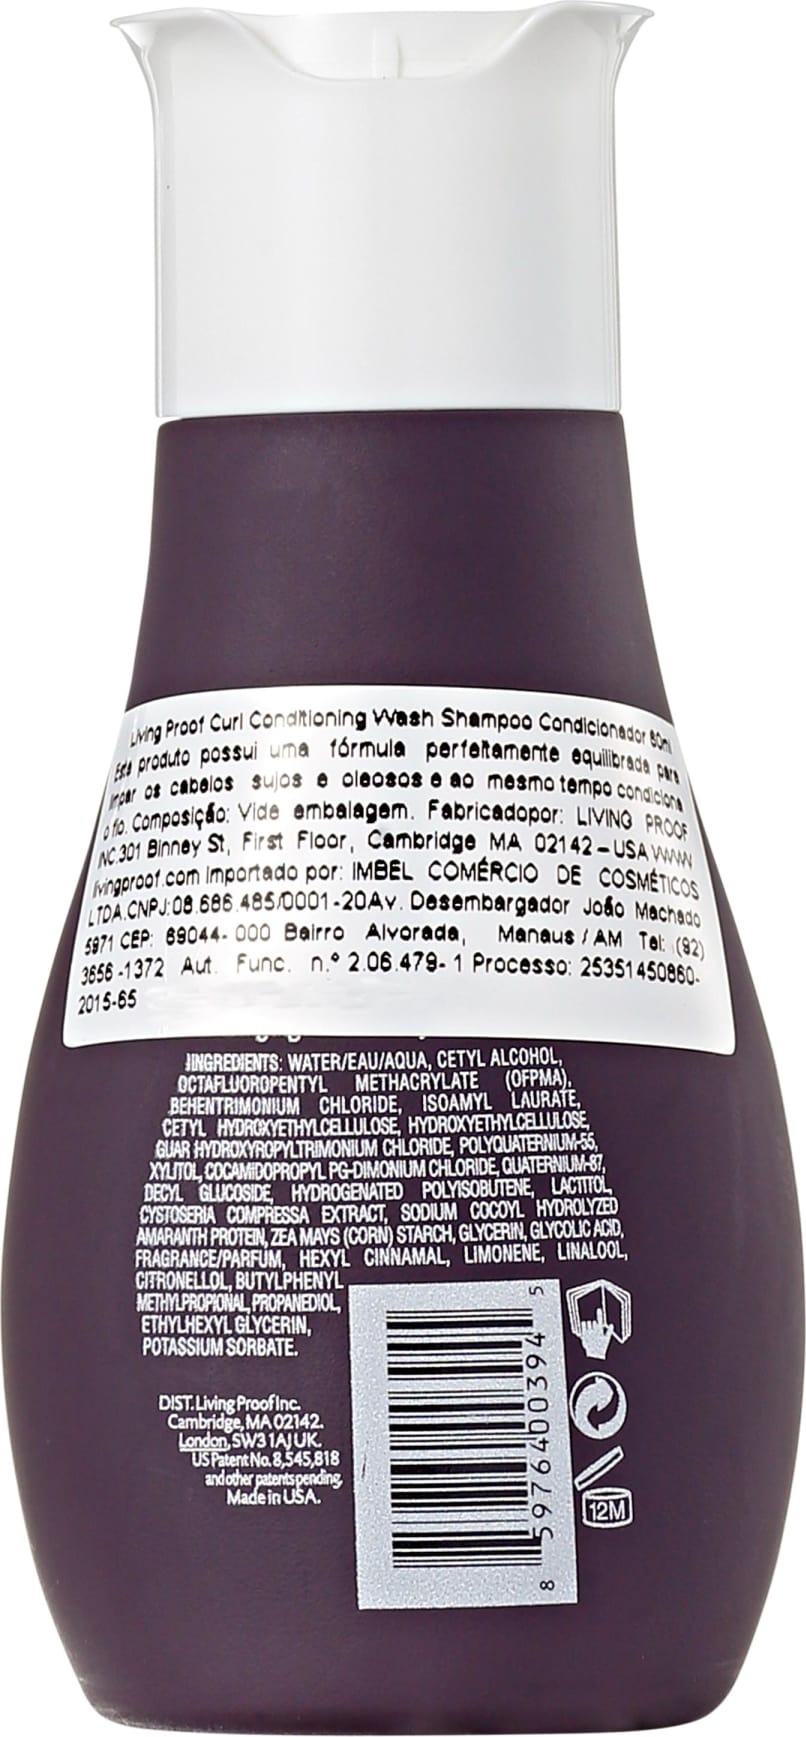 Living Proof Curl Conditioning Wash Shampoo Condicionador 60ml
Este produto possui uma fórmula perfeitamente equilibrada para
limpar os cabelos sujos e oleosos e ao mesmo tempo condiciona
o fio. Composição: Vide embalagem. Fabricadopor: LIVING PROOF
INC.301 Binney St, First Floor, Cambridge MA 02142-USA WWW
livingproof.com Importado por: IMBEL COMÉRCIO DE COSMÉTICOS
LTDA.CNPJ:08.686.485/0001-20Av. Desembargador João Machado
5971 CEP: 69044-000 Bairro Alvorada, Manaus/AM Tel: (92)
3656-1372 Aut. Func. n.º 2.06.479-1 Processo: 25351450860-
2015-65
INGREDIENTS: WATER/EAU/AQUA, CETYL ALCOHOL,
OCTAFLUOROPENTYL METHACRYLATE (OFPMA),
BEHENTRIMONIUM CHLORIDE, ISOAMYL LAURATE,
CETYL HYDROXYETHYLCELLULOSE, HYDROXYETHYLCELLULOSE,
GUAR HYDROXYROPYLTRIMONIUM CHLORIDE, POLYQUATERNIUM-55,
XYLITOL, COCAMIDOPROPYL PG-DIMONIUM CHLORIDE, QUATERNIUM-87,
DECYL GLUCOSIDE, HYDROGENATED POLYISOBUTENE, LACTITOL,
CYSTOSERIA COMPRESSA EXTRACT, SODIUM COCOYL HYDROLYZED
AMARANTH PROTEIN, ZEA MAYS (CORN) STARCH, GLYCERIN, GLYCOLIC ACID,
FRAGRANCE/PARFUM, HEXYL CINNAMAL, LIMONENE, LINALOOL,
CITRONELLOL, BUTYLPHENYL
METHYLPROPIONAL, PROPANEDIOL,
ETHYLHEXYL GLYCERIN,
POTASSIUM SORBATE.
DIST. Living Proof Inc.
Cambridge, MA 02142.
London, SW3 1AJ UK.
US Patent No. 8,545,818
and other patents pending.
Made in USA.
8 59764 00394 5
12M